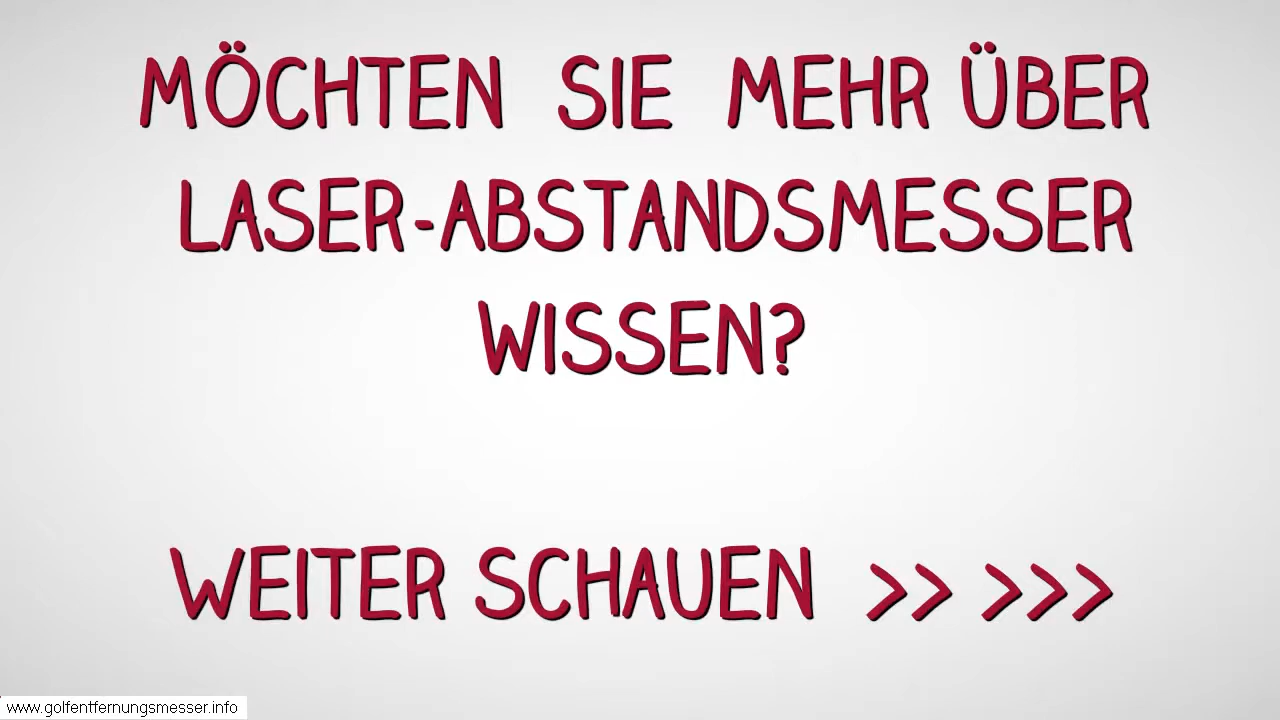 MÖCHTEN SIE MEHR ÜBER
LASER-ABSTANDSMESSER
WISSEN?
WEITER SCHAUEN >> >>>
www.golfentfernungsmesser.info